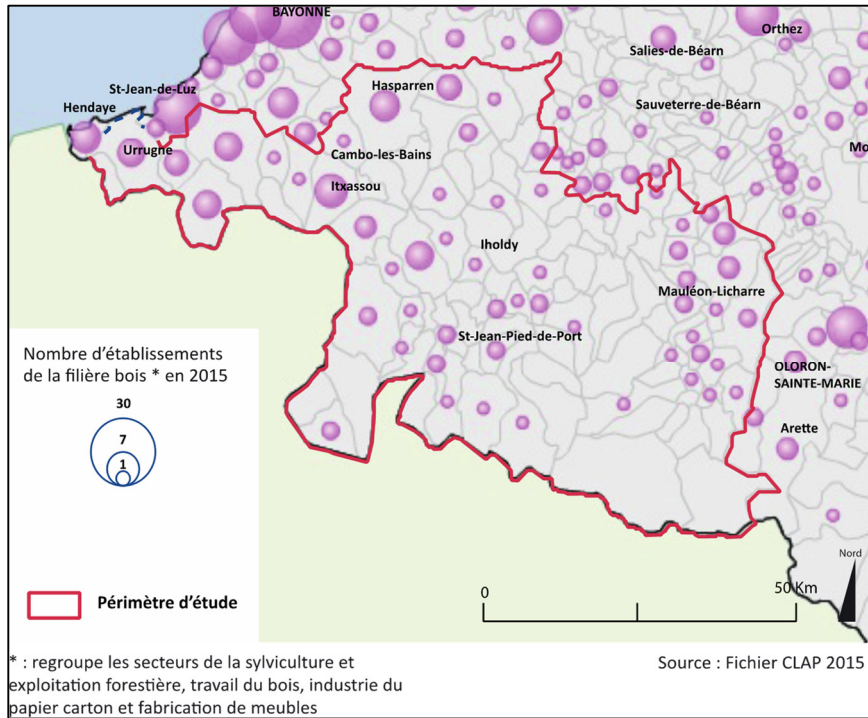 BAYONNE
Orthez
Salies-de-Béarn
St-Jean-de-Luz
Hasparren
Hendaye
Sauveterre-de-Béarn
Urrugne
Cambo-les-Bains
Mo
Itxassou
Iholdy
Mauléon-Licharre
St-Jean-Pied-de-Port
OLORON-
SAINTE-MARIE
Arette
Nombre d'établissements
de la filière bois * en 2015
30
7
1
Périmètre d'étude
0
50 Km
Nord
* : regroupe les secteurs de la sylviculture et
exploitation forestière, travail du bois, industrie du
papier carton et fabrication de meubles
Source : Fichier CLAP 2015